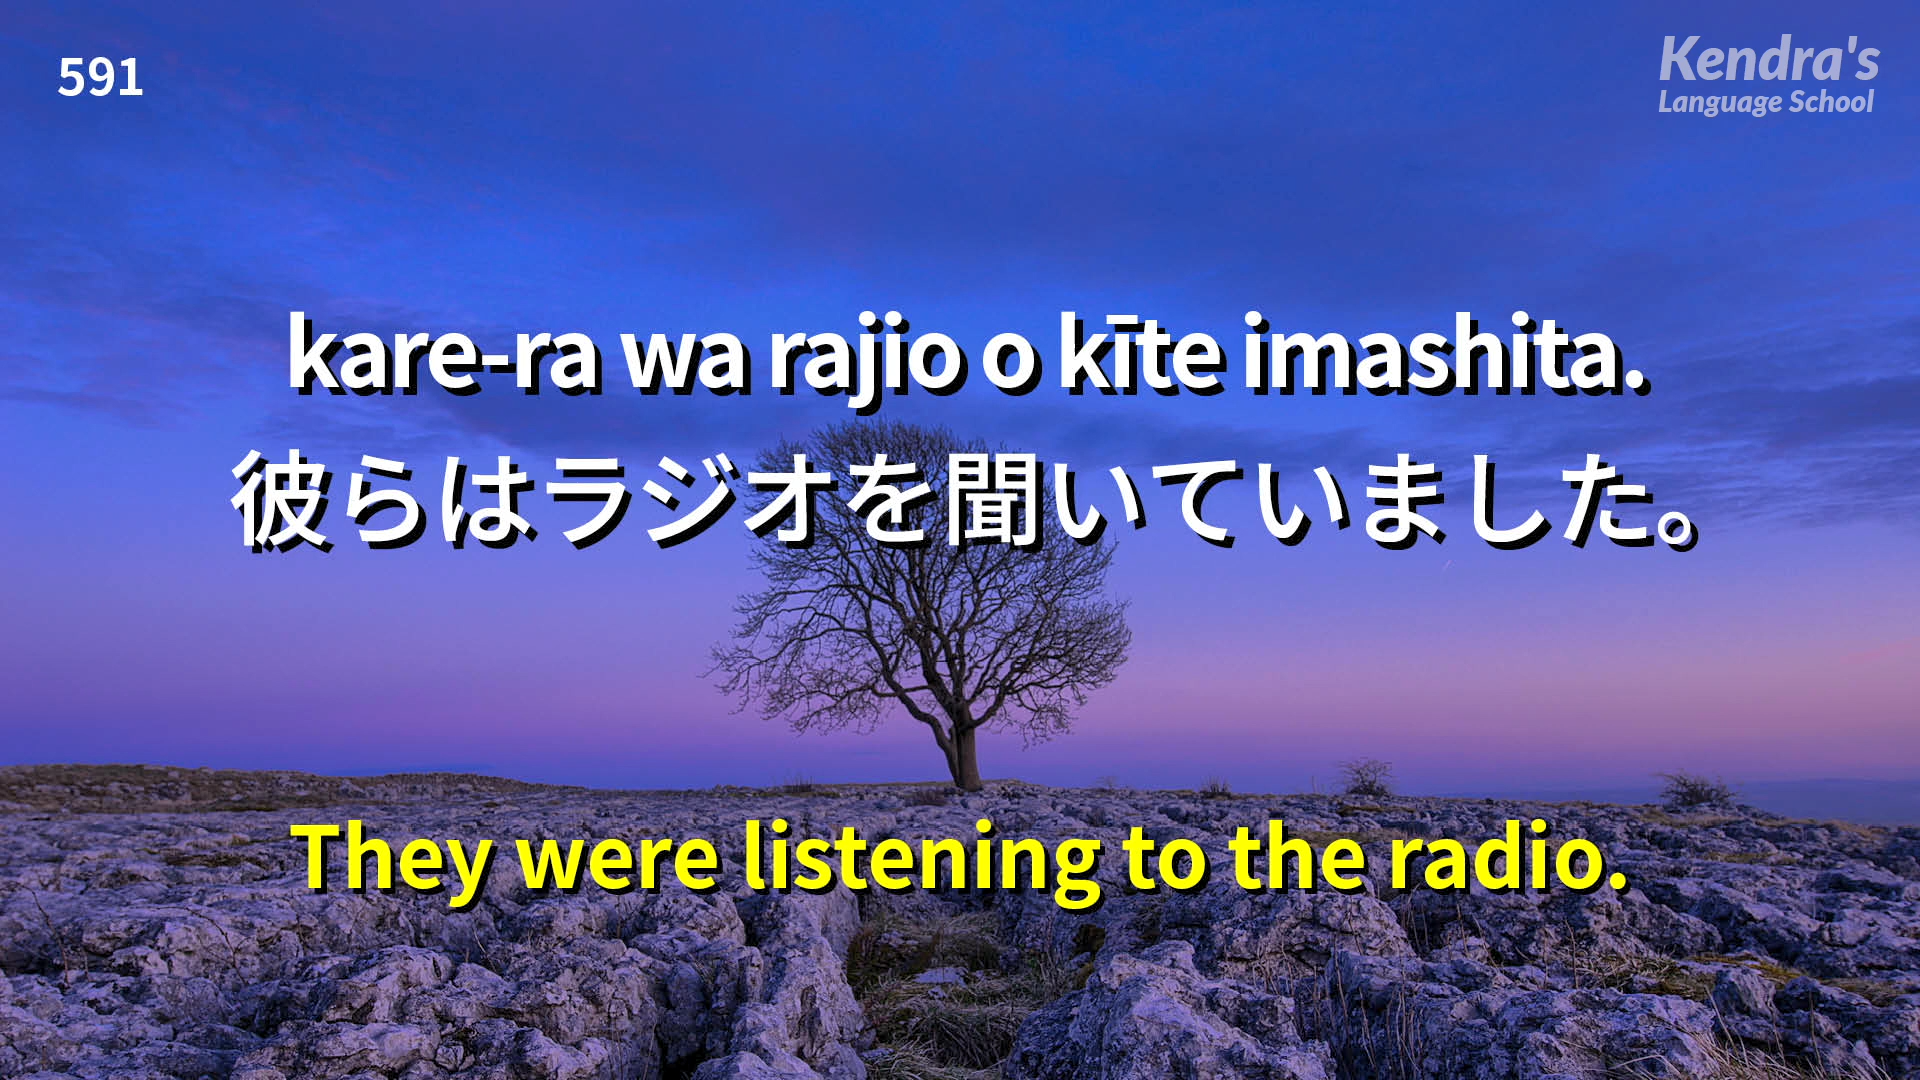 591
Kendra's
Language School
kare-ra wa rajio o kīte imashita.
彼らはラジオを聞いていました。
They were listening to the radio.